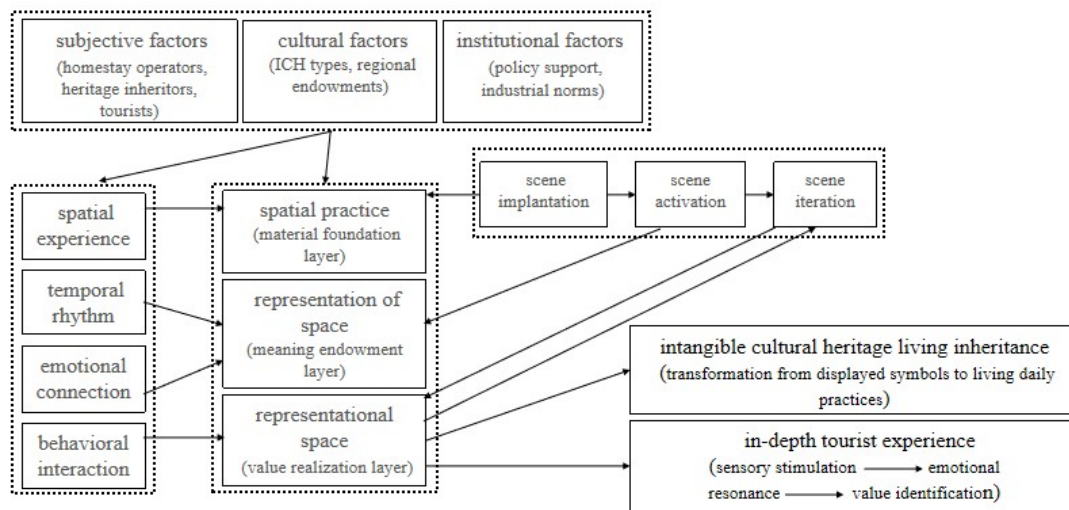 subjective factors
(homestay operators,
heritage inheritors,
tourists)
cultural factors
(ICH types, regional
endowments)
institutional factors
(policy support,
industrial norms)
spatial
experience
temporal
rhythm
emotional
connection
behavioral
interaction
spatial practice
(material foundation
layer)
representation of
space
(meaning endowment
layer)
representational
space
(value realization layer)
scene
implantation
scene
activation
scene
iteration
intangible cultural heritage living inheritance
(transformation from displayed symbols to living daily
practices)
in-depth tourist experience
(sensory stimulation → emotional
resonance → value identification)